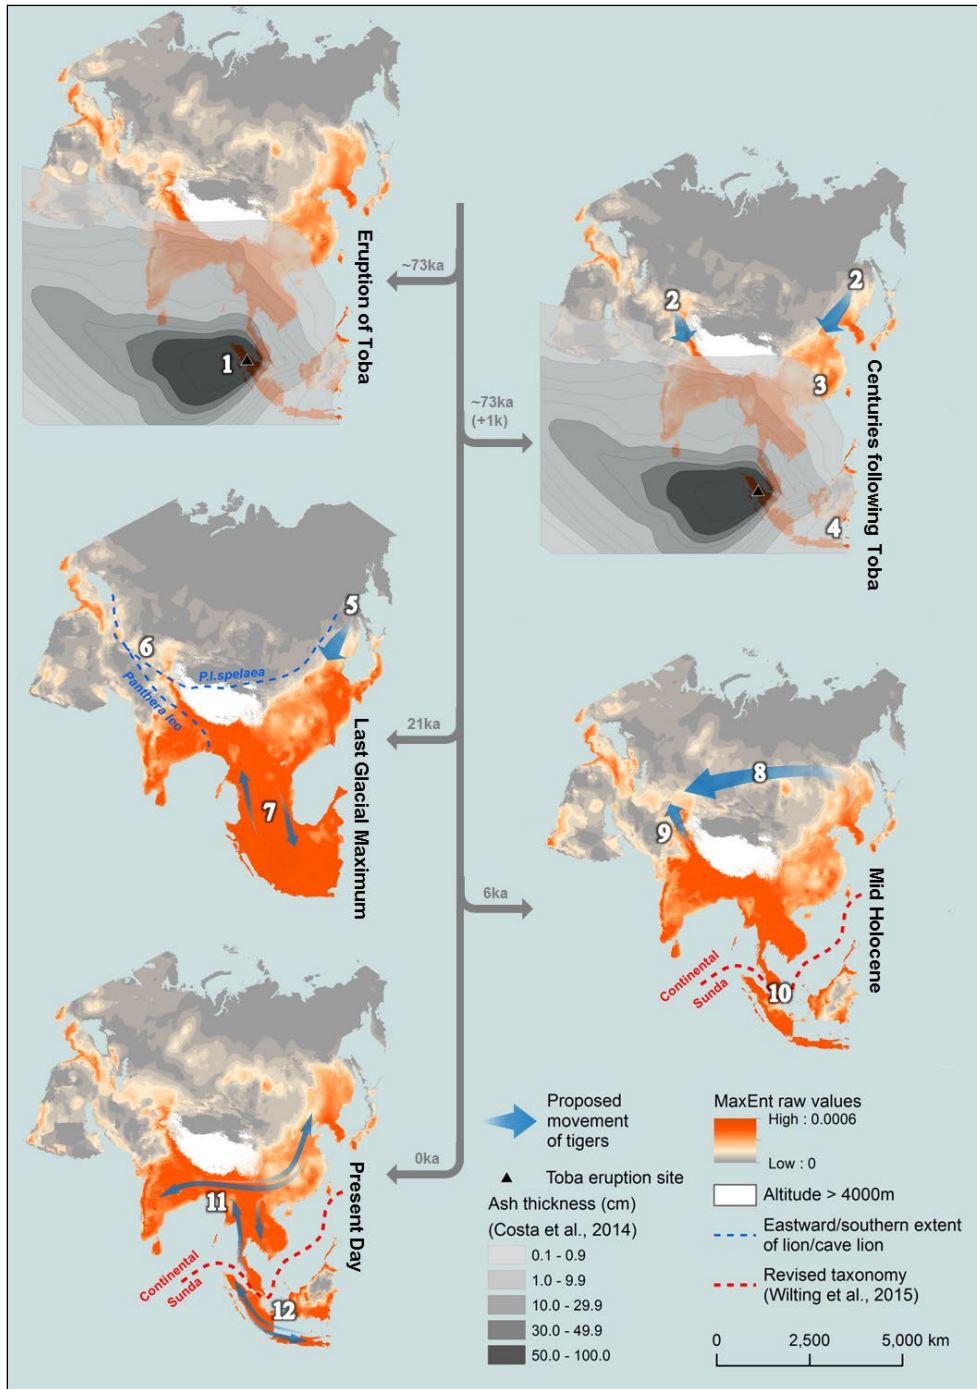 1
Eruption of Toba
~73ka
2
2
3
4
Centuries following Toba
~73ka
(+1k)
5
6
P.l.spelaea
Panthera leo
7
Last Glacial Maximum
21ka
8
9
10
Continental
Sunda
Mid Holocene
6ka
11
12
Continental
Sunda
Present Day
0ka
Proposed
movement
of tigers
Toba eruption site
Ash thickness (cm)
(Costa et al., 2014)
0.1 - 0.9
1.0 - 9.9
10.0 - 29.9
30.0 - 49.9
50.0 - 100.0
MaxEnt raw values
High : 0.0006
Low : 0
Altitude > 4000m
Eastward/southern extent
of lion/cave lion
Revised taxonomy
(Wilting et al., 2015)
0 2,500 5,000 km